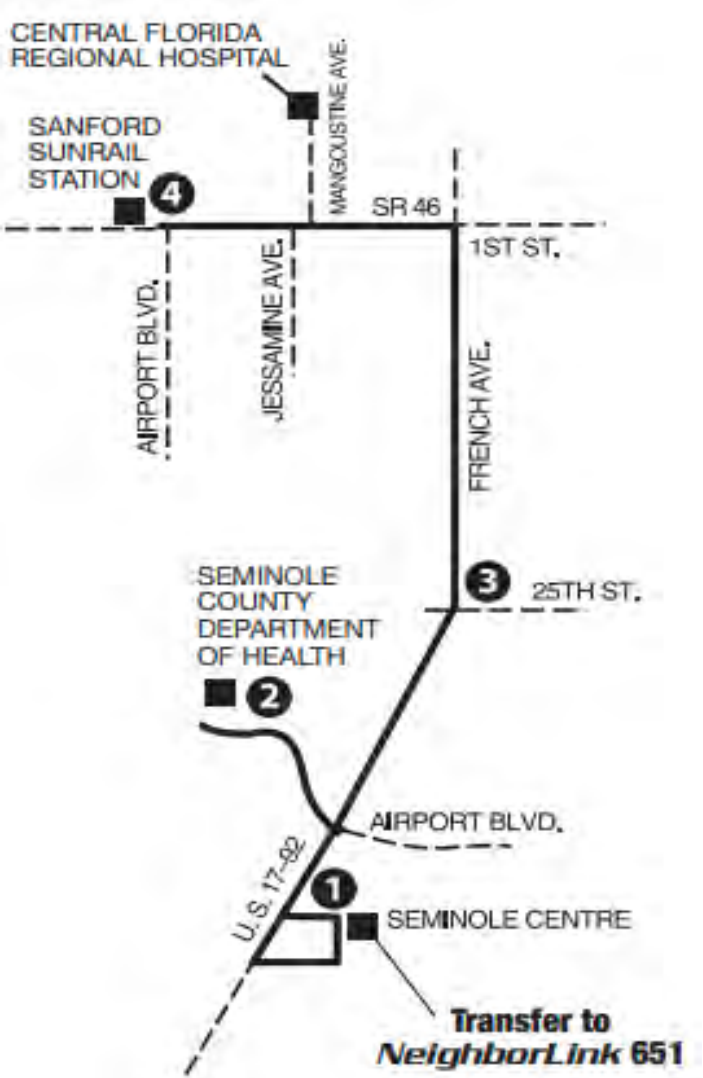 CENTRAL FLORIDA
REGIONAL HOSPITAL
MANGOUSTINE AVE.
SANFORD
SUNRAIL
STATION
4
SR 46
1ST ST.
AIRPORT BLVD.
JESSAMINE AVE.
FRENCH AVE.
3
25TH ST.
SEMINOLE
COUNTY
DEPARTMENT
OF HEALTH
2
AIRPORT BLVD.
U.S. 17-92
1
SEMINOLE CENTRE
Transfer to
NeighborLink 651